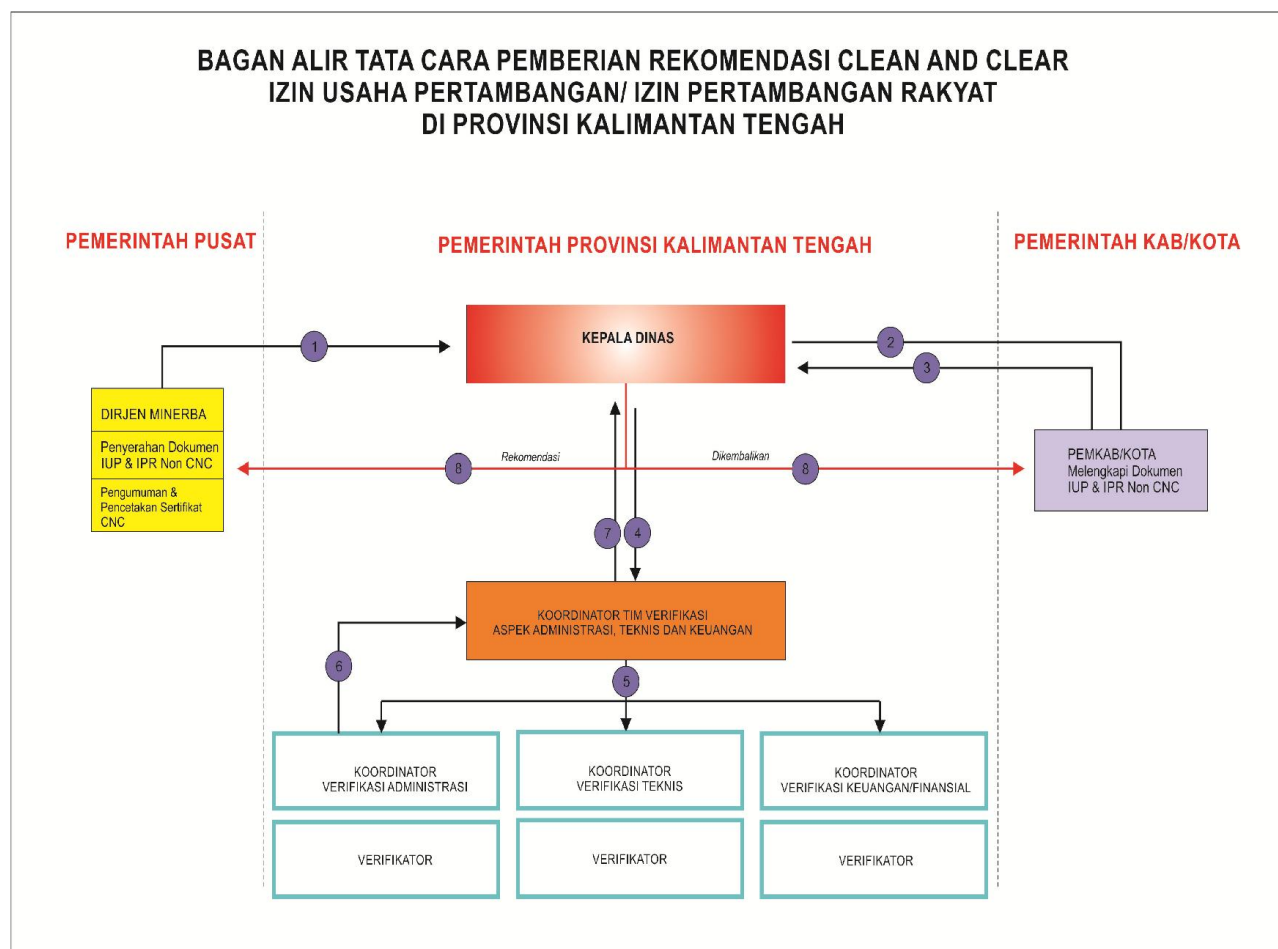 BAGAN ALIR TATA CARA PEMBERIAN REKOMENDASI CLEAN AND CLEAR
IZIN USAHA PERTAMBANGAN/ IZIN PERTAMBANGAN RAKYAT
DI PROVINSI KALIMANTAN TENGAH
PEMERINTAH PUSAT
PEMERINTAH PROVINSI KALIMANTAN TENGAH
PEMERINTAH KAB/KOTA
KEPALA DINAS
1
2
3
DIRJEN MINERBA
Penyerahan Dokumen
IUP & IPR Non CNC
Pengumuman &
Pencetakan Sertifikat
CNC
Rekomendasi
Dikembalikan
8
8
PEMKAB/KOTA
Melengkapi Dokumen
IUP & IPR Non CNC
7
4
KOORDINATOR TIM VERIFIKASI
ASPEK ADMINISTRASI, TEKNIS DAN KEUANGAN
6
5
KOORDINATOR
VERIFIKASI ADMINISTRASI
KOORDINATOR
VERIFIKASI TEKNIS
KOORDINATOR
VERIFIKASI KEUANGAN/FINANSIAL
VERIFIKATOR
VERIFIKATOR
VERIFIKATOR